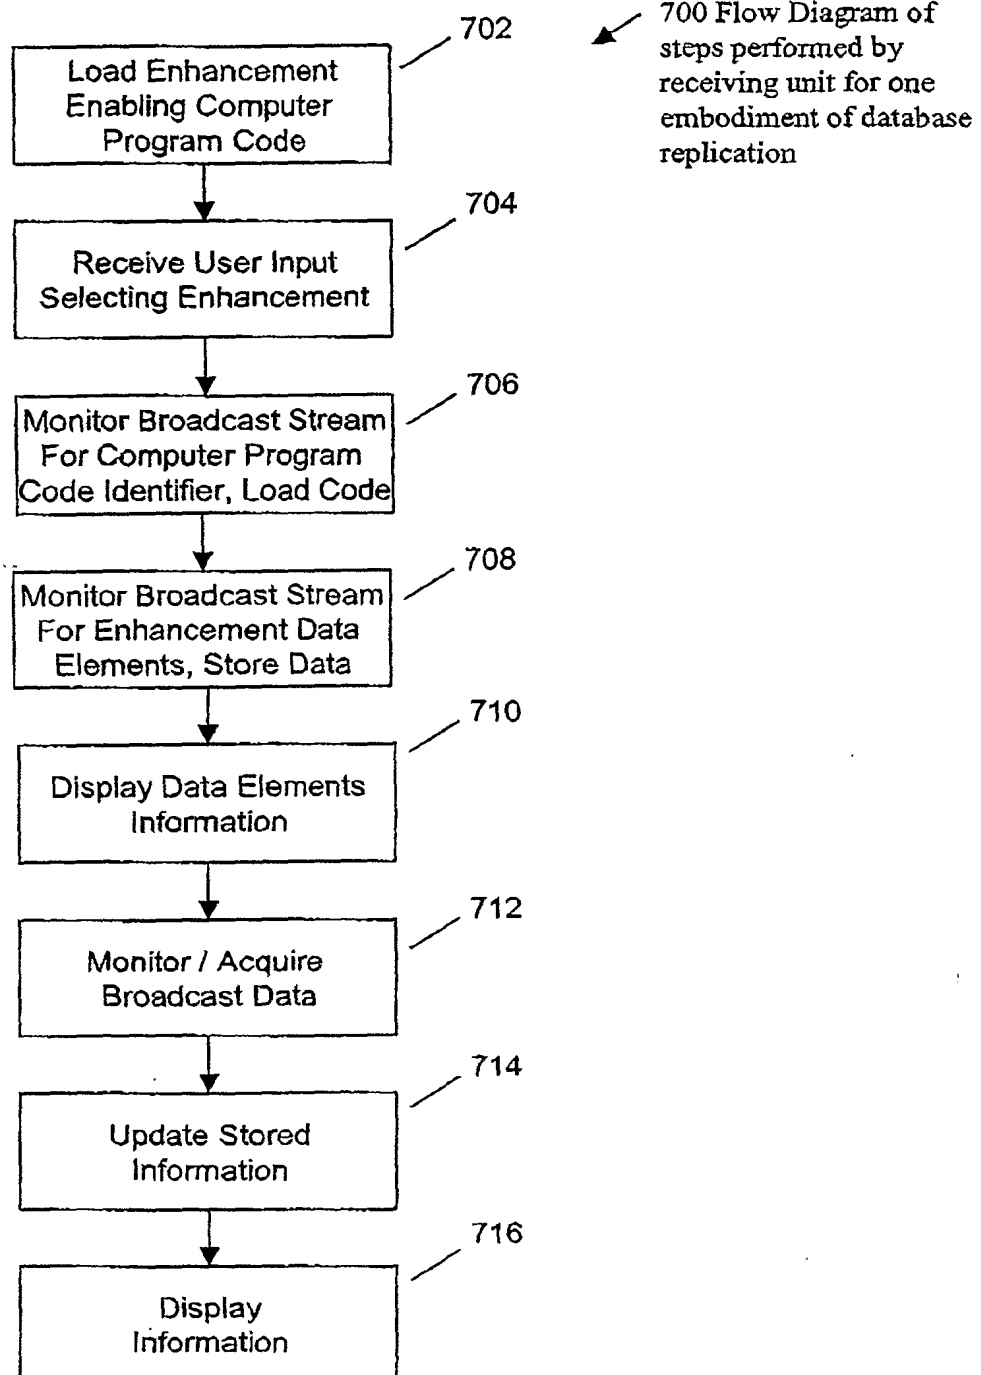 700 Flow Diagram of
steps performed by
receiving unit for one
embodiment of database
replication
702
Load Enhancement
Enabling Computer
Program Code
704
Receive User Input
Selecting Enhancement
706
Monitor Broadcast Stream
For Computer Program
Code Identifier, Load Code
708
Monitor Broadcast Stream
For Enhancement Data
Elements, Store Data
710
Display Data Elements
Information
712
Monitor / Acquire
Broadcast Data
714
Update Stored
Information
716
Display
Information